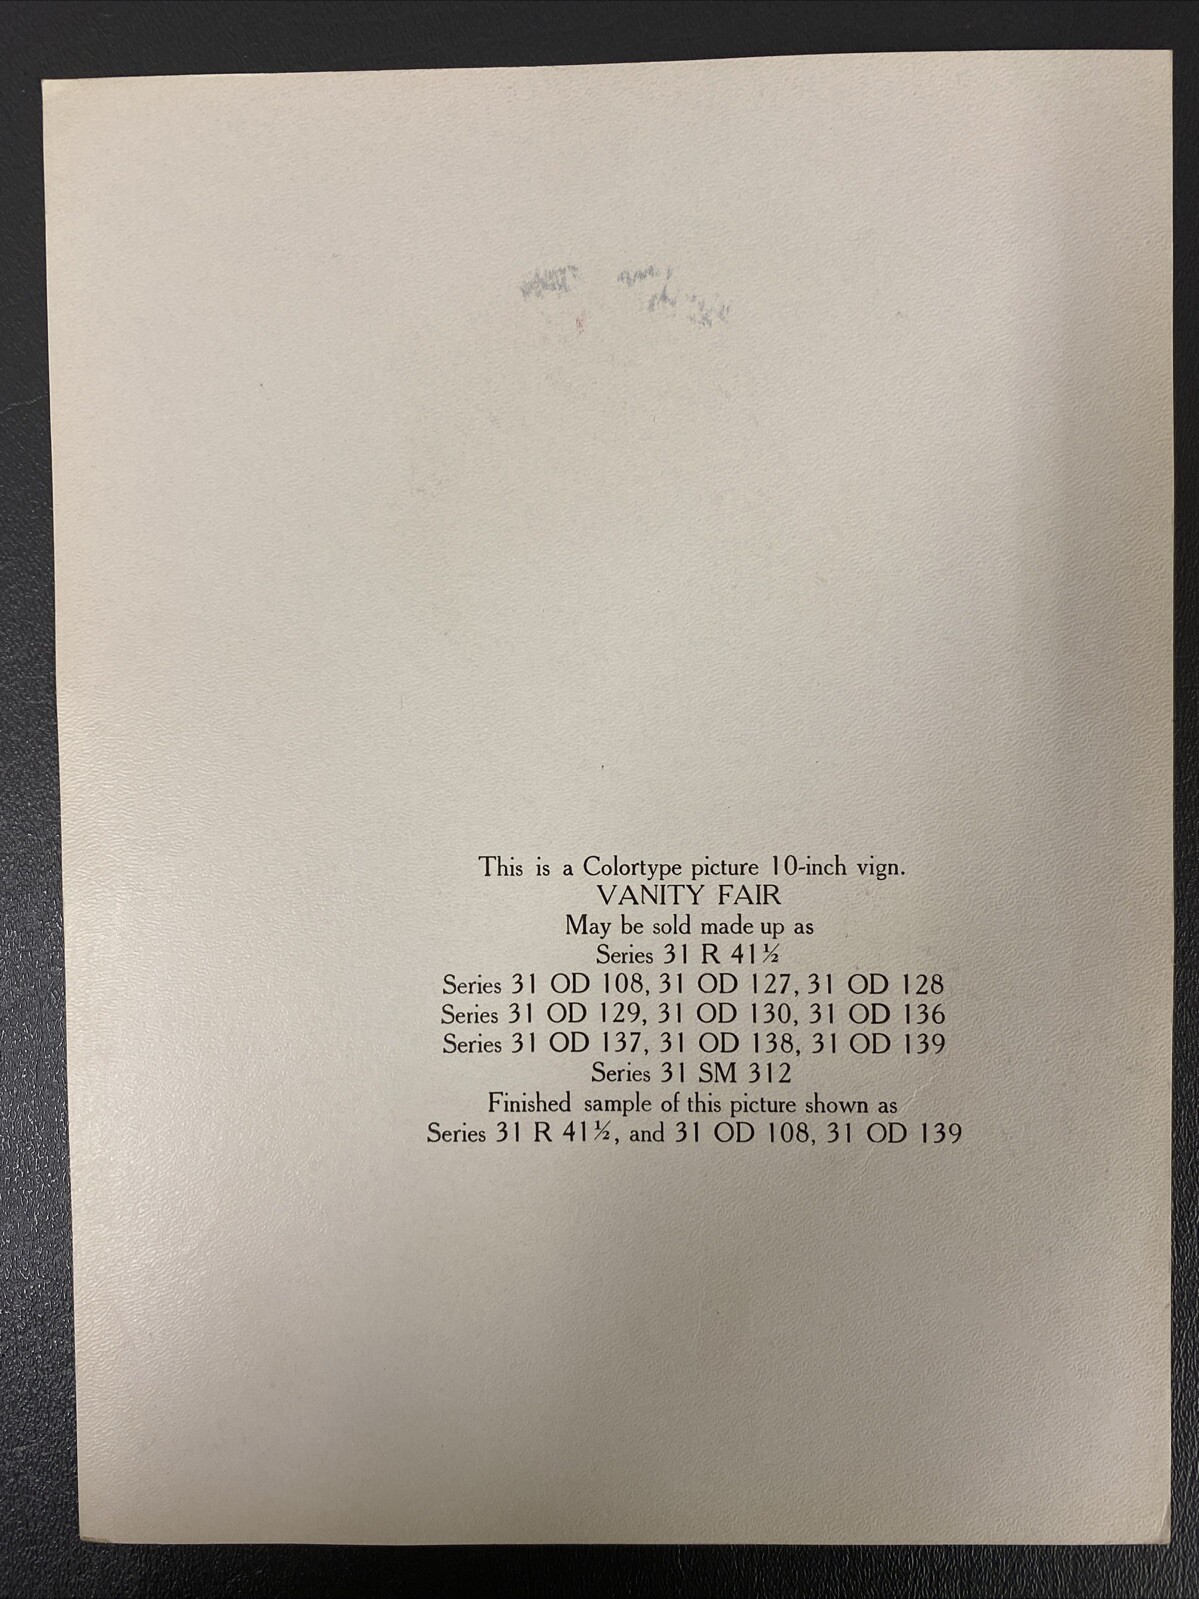 This is a Colortype picture 10-inch vign.
VANITY FAIR
May be sold made up as
Series 31 R 41½
Series 31 OD 108, 31 OD 127, 31 OD 128
Series 31 OD 129, 31 OD 130, 31 OD 136
Series 31 OD 137, 31 OD 138, 31 OD 139
Series 31 SM 312
Finished sample of this picture shown as
Series 31 R 41½, and 31 OD 108, 31 OD 139